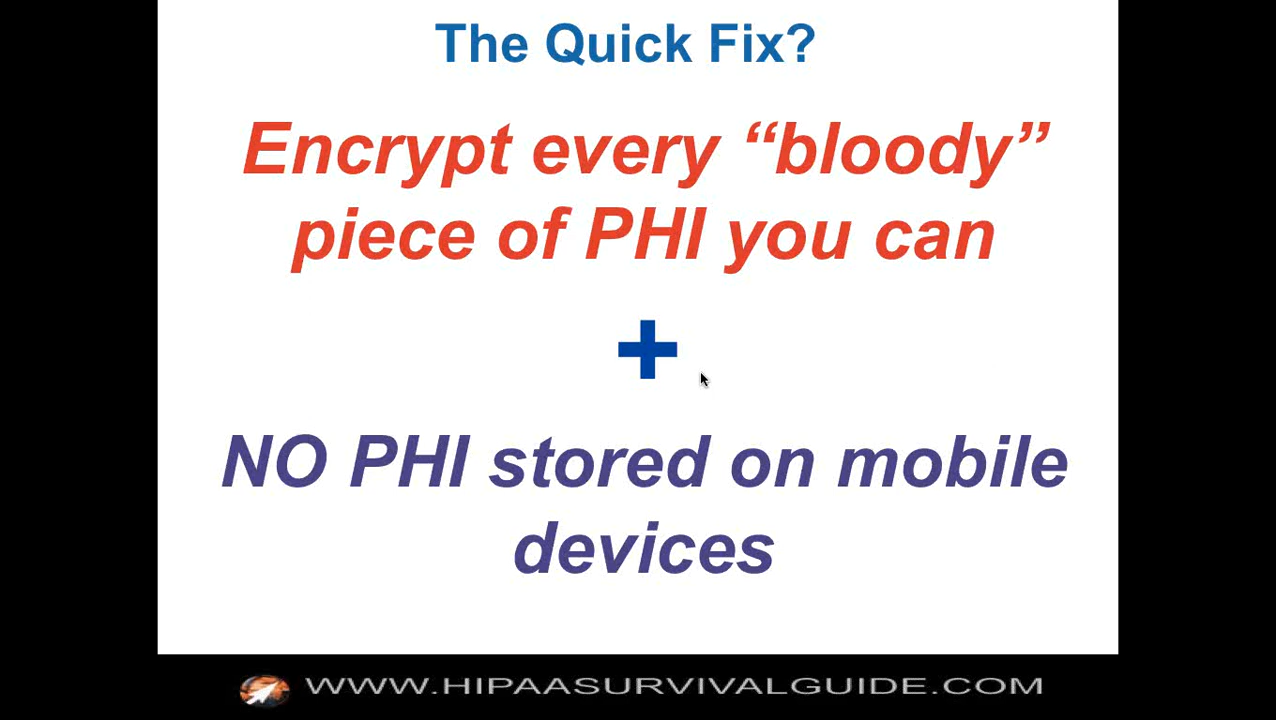 The Quick Fix?
Encrypt every “bloody”
piece of PHI you can
+
NO PHI stored on mobile
devices
WWW.HIPAASURVIVALGUIDE.COM